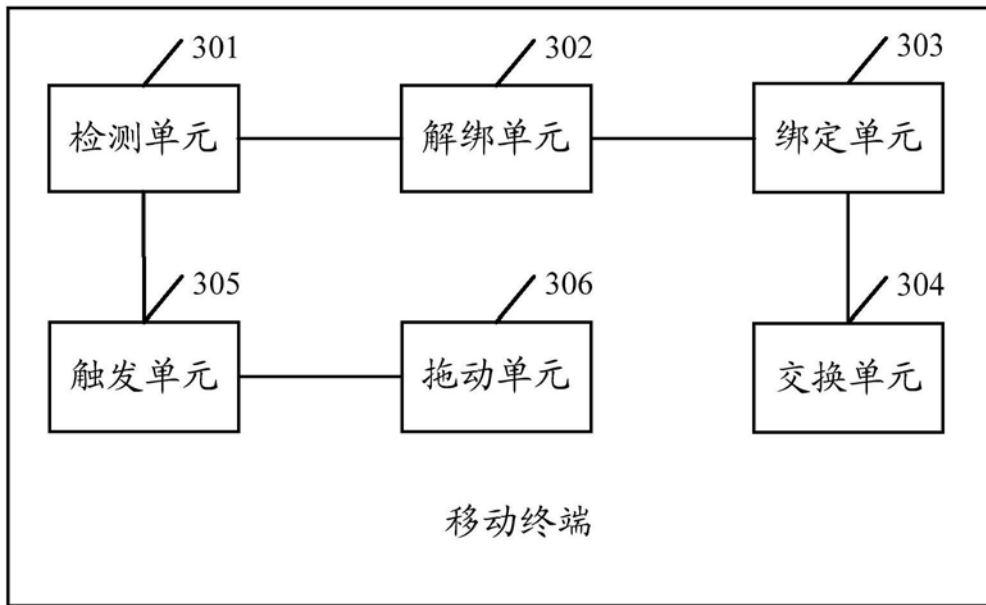 301
302
303
检测单元
解绑单元
绑定单元
305
306
304
触发单元
拖动单元
交换单元
移动终端